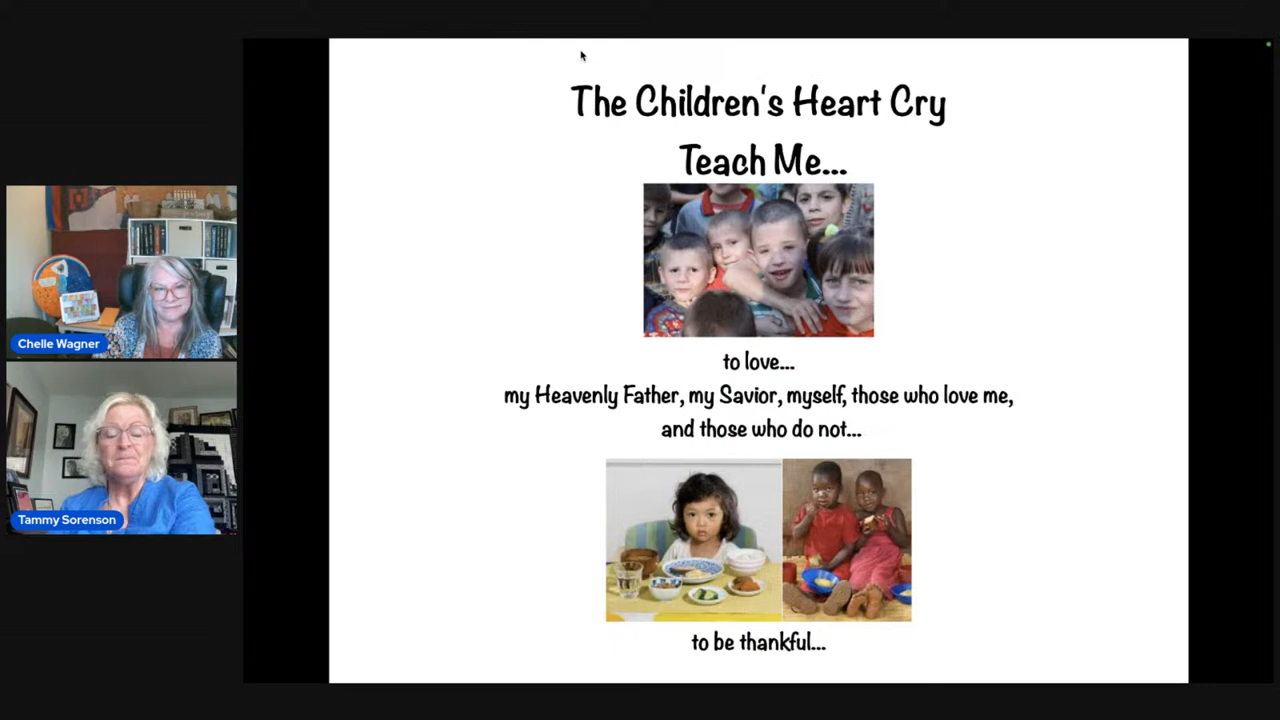 The Children's Heart Cry
Teach Me...
to love...
my Heavenly Father, my Savior, myself, those who love me,
and those who do not...
to be thankful...
Chelle Wagner
Tammy Sorenson